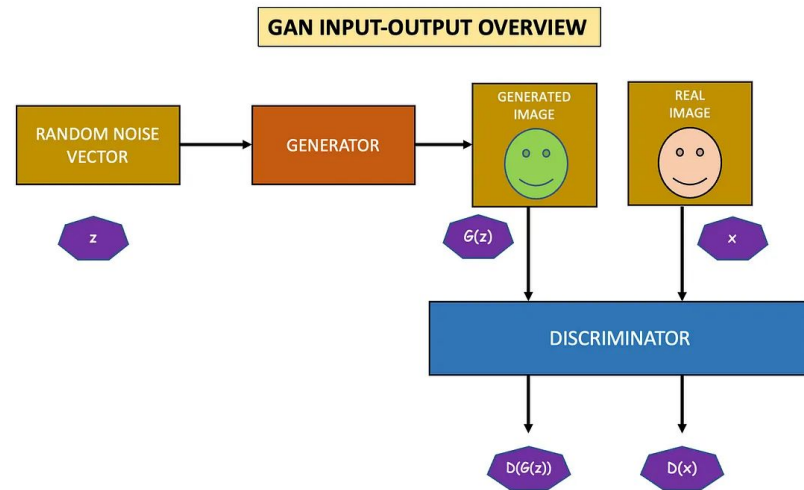 GAN INPUT-OUTPUT OVERVIEW
RANDOM NOISE
VECTOR
GENERATOR
GENERATED
IMAGE
REAL
IMAGE
z
G(z)
x
DISCRIMINATOR
D(G(z))
D(x)